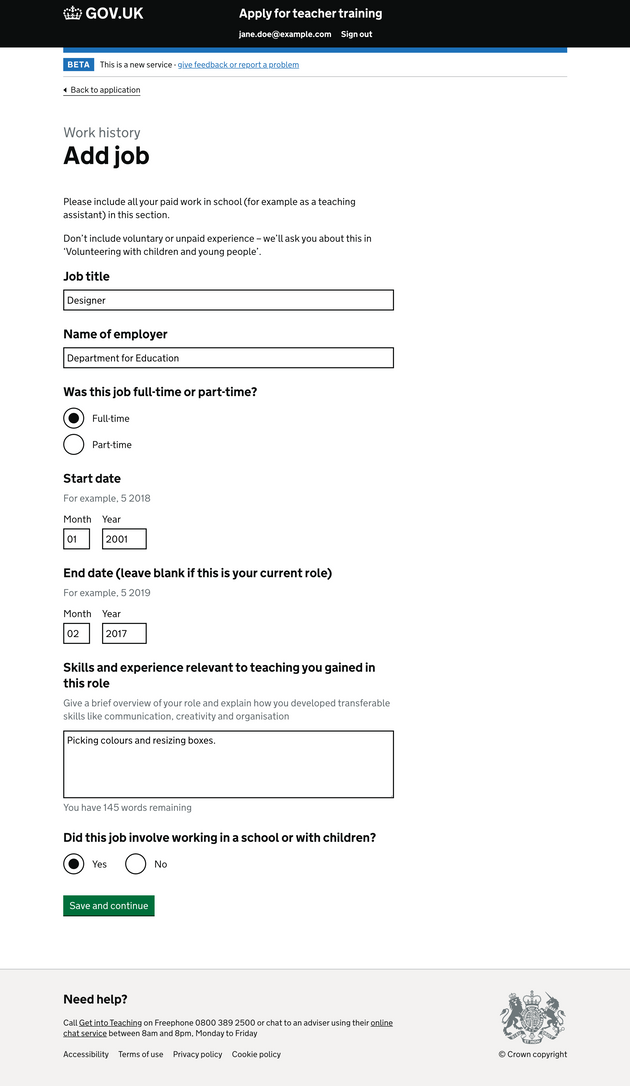 GOV.UK
Apply for teacher training
jane.doe@example.com Sign out
BETA This is a new service - give feedback or report a problem
Back to application
Work history
Add job
Please include all your paid work in school (for example as a teaching
assistant) in this section.
Don't include voluntary or unpaid experience – we'll ask you about this in
'Volunteering with children and young people'.
Job title
Designer
Name of employer
Department for Education
Was this job full-time or part-time?
Full-time
Part-time
Start date
For example, 5 2018
Month Year
01 2001
End date (leave blank if this is your current role)
For example, 5 2019
Month Year
02 2017
Skills and experience relevant to teaching you gained in
this role
Give a brief overview of your role and explain how you developed transferable
skills like communication, creativity and organisation
Picking colours and resizing boxes.
You have 145 words remaining
Did this job involve working in a school or with children?
Yes No
Save and continue
Need help?
Call Get into Teaching on Freephone 0800 389 2500 or chat to an adviser using their online
chat service between 8am and 8pm, Monday to Friday
Accessibility Terms of use Privacy policy Cookie policy
© Crown copyright